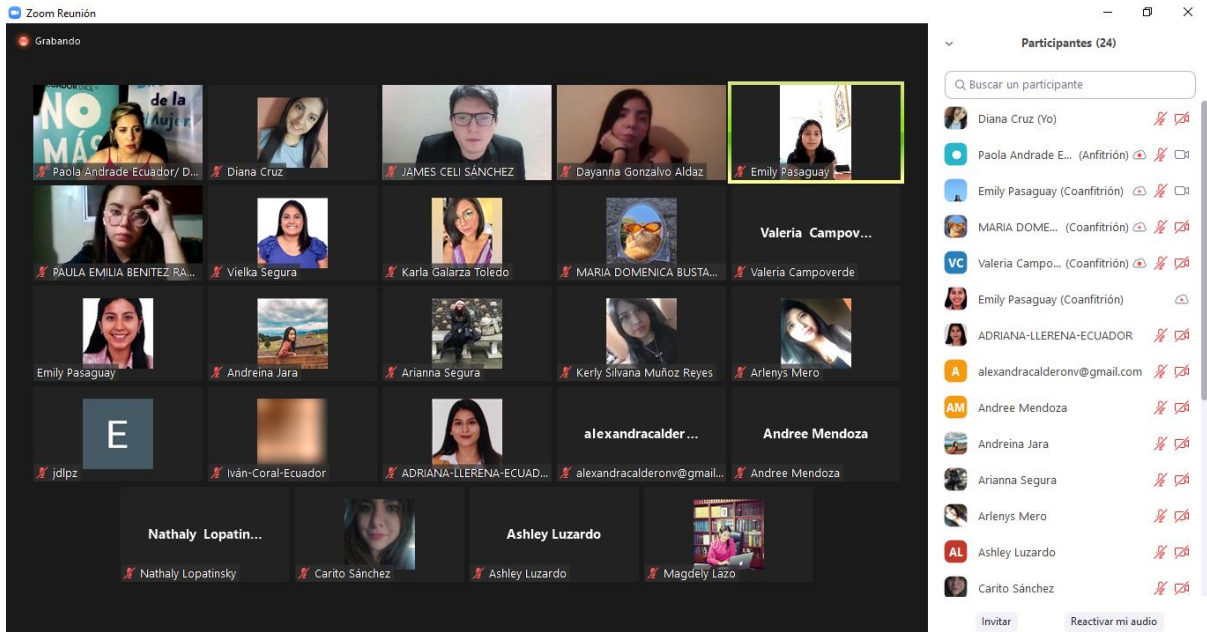 Zoom Reunión
Grabando
ECUADOR DICE
NO
MÁS
de la
Mujer
Paola Andrade Ecuador/ D...
Diana Cruz
JAMES CELI SÁNCHEZ
Dayanna Gonzalvo Aldaz
Emily Pasaguay
PAULA EMILIA BENITEZ RA...
Vielka Segura
Karla Galarza Toledo
MARIA DOMENICA BUSTA...
Valeria Campov...
Valeria Campoverde
Emily Pasaguay
Andreina Jara
Arianna Segura
Kerly Silvana Muñoz Reyes
Arlenys Mero
E
jdlpz
Iván-Coral-Ecuador
ADRIANA-LLERENA-ECUAD...
alexandracalder...
alexandracalderonv@gmail...
Andree Mendoza
Andree Mendoza
Nathaly Lopatin...
Nathaly Lopatinsky
Carito Sánchez
Ashley Luzardo
Ashley Luzardo
Magdely Lazo
Participantes (24)
Buscar un participante
Diana Cruz (Yo)
Paola Andrade E... (Anfitrión)
Emily Pasaguay (Coanfitrión)
MARIA DOME... (Coanfitrión)
VC Valeria Campo... (Coanfitrión)
Emily Pasaguay (Coanfitrión)
ADRIANA-LLERENA-ECUADOR
A alexandracalderonv@gmail.com
AM Andree Mendoza
Andreina Jara
Arianna Segura
Arlenys Mero
AL Ashley Luzardo
Carito Sánchez
Invitar
Reactivar mi audio